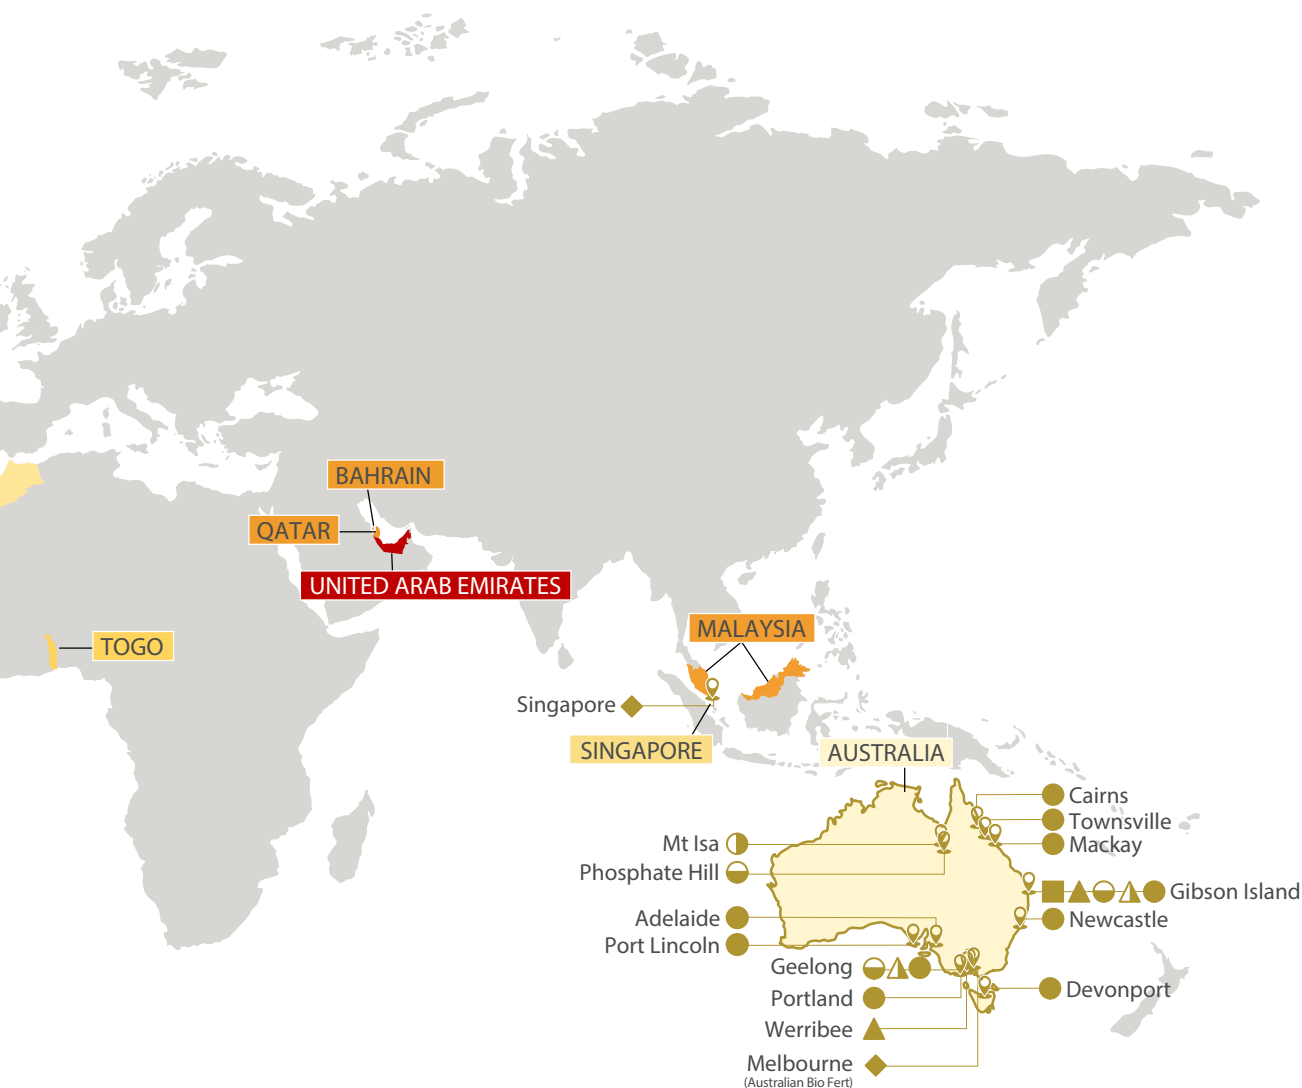 BAHRAIN
QATAR
UNITED ARAB EMIRATES
TOGO
MALAYSIA
Singapore
SINGAPORE
AUSTRALIA
Cairns
Townsville
Mackay
Mt Isa
Phosphate Hill
Gibson Island
Adelaide
Newcastle
Port Lincoln
Geelong
Devonport
Portland
Werribee
Melbourne
(Australian Bio Fert)